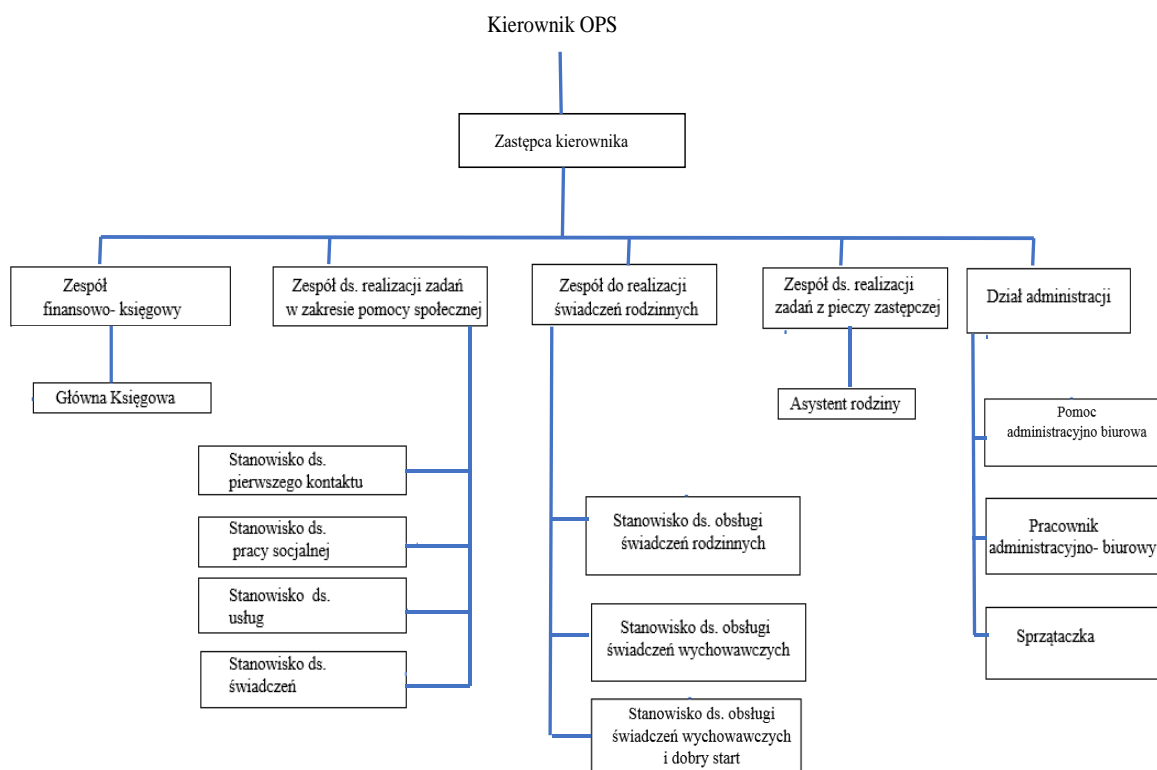 Kierownik OPS
Zastępca kierownika
Zespół
finansowo- księgowy
Zespół ds. realizacji zadań
w zakresie pomocy społecznej
Zespół do realizacji
świadczeń rodzinnych
Zespół ds. realizacji
zadań z pieczy zastępczej
Dział administracji
Główna Księgowa
Stanowisko ds.
pierwszego kontaktu
Stanowisko ds.
pracy socjalnej
Stanowisko ds.
usług
Stanowisko ds.
świadczeń
Stanowisko ds. obsługi
świadczeń rodzinnych
Stanowisko ds. obsługi
świadczeń wychowawczych
Stanowisko ds. obsługi
świadczeń wychowawczych
i dobry start
Asystent rodziny
Pomoc
administracyjno biurowa
Pracownik
administracyjno- biurowy
Sprzątaczka